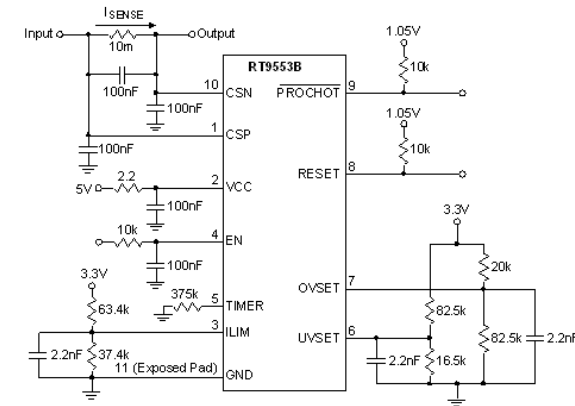 ISENSE
Input
Output
10m
1.05V
RT9553B
10k
100nF
10
CSN
PROCHOT
9
100nF
1.05V
1
CSP
10k
100nF
RESET
8
2.2
5V
2
VCC
100nF
3.3V
10k
4
EN
20k
100nF
7
OVSET
3.3V
375k
5
TIMER
82.5k
63.4k
3
ILIM
UVSET
6
82.5k
2.2nF
2.2nF
37.4k
2.2nF
16.5k
11 (Exposed Pad)
GND